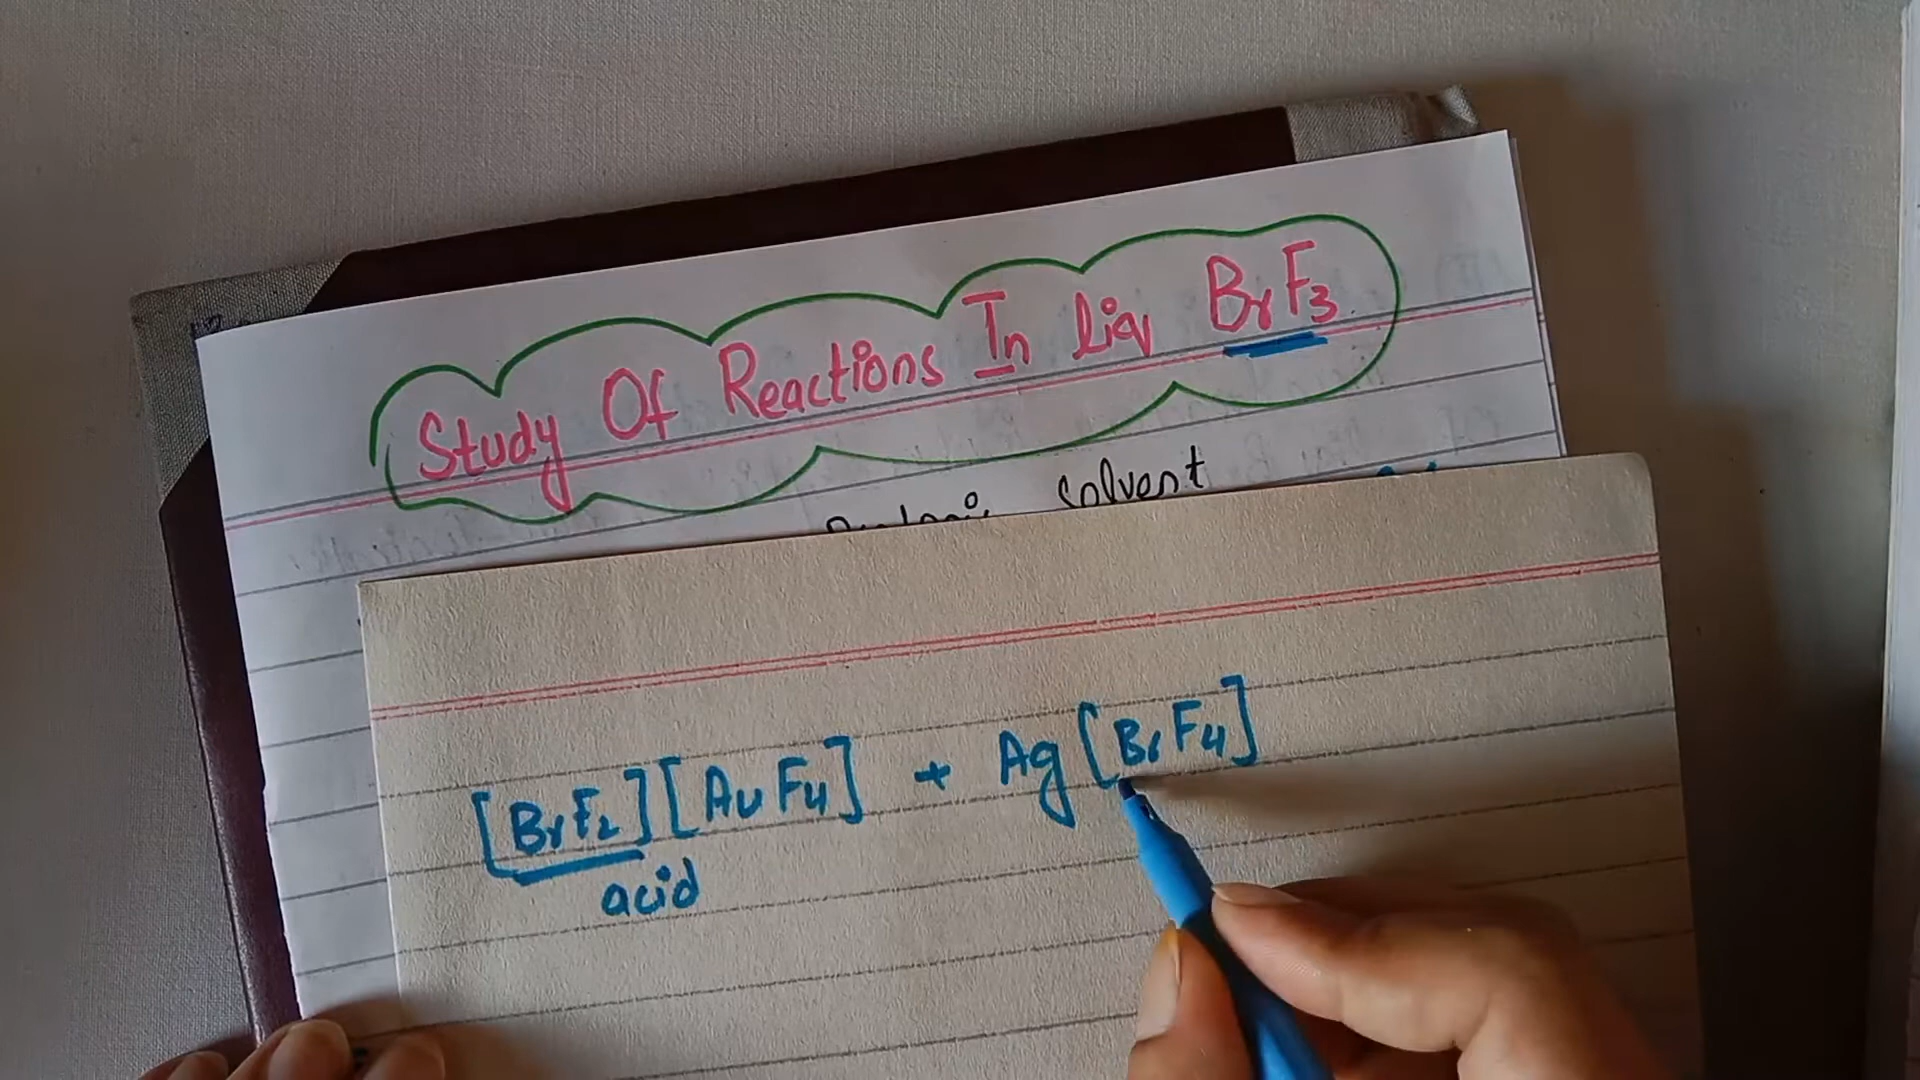 Study Of Reactions In liq BrF₃
solvent
[BrF₂][AuF₄] + Ag[BrF₄]
acid